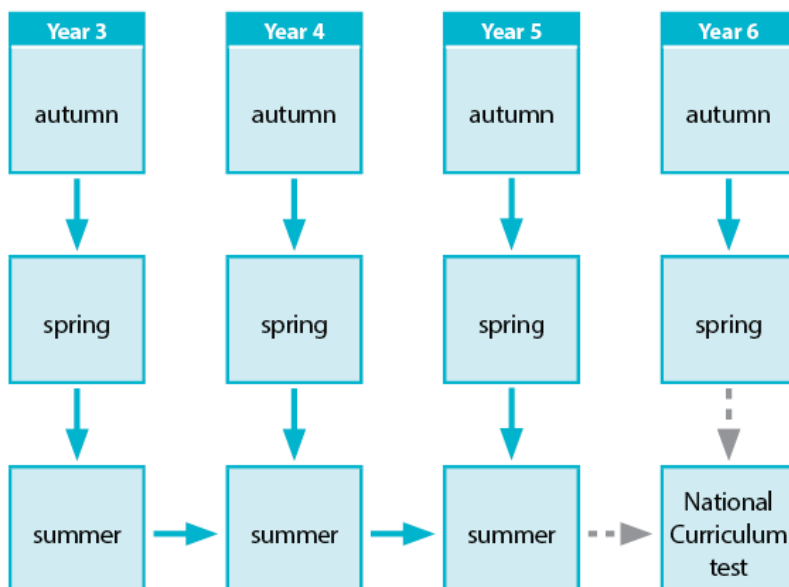 Year 3
Year 4
Year 5
Year 6
autumn
autumn
autumn
autumn
spring
spring
spring
spring
summer
summer
summer
National
Curriculum
test